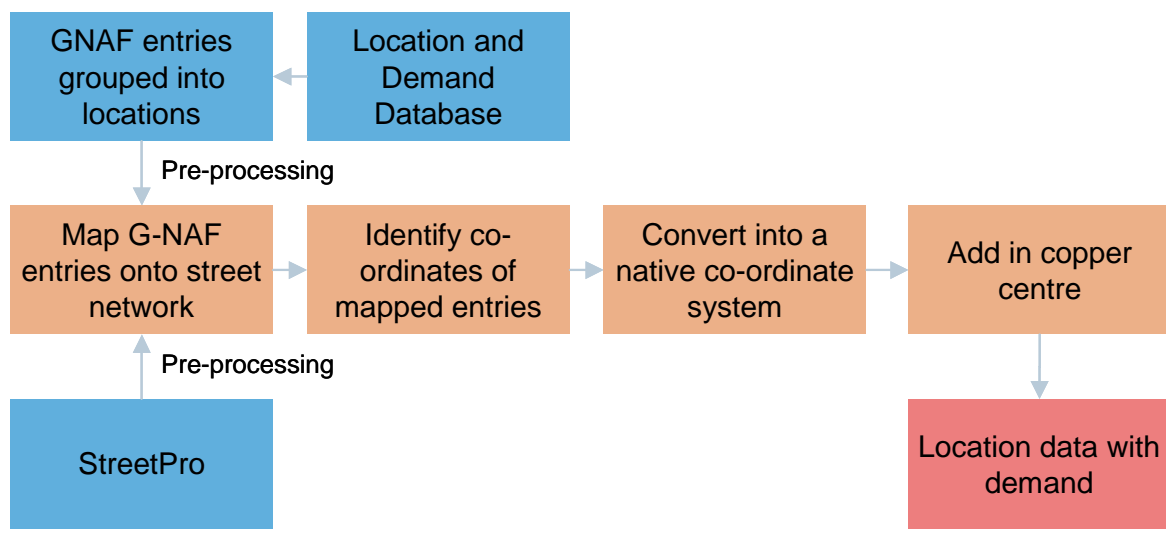 GNAF entries
grouped into
locations
Location and
Demand
Database
Pre-processing
Map G-NAF
entries onto street
network
Identify co-
ordinates of
mapped entries
Convert into a
native co-ordinate
system
Add in copper
centre
Pre-processing
StreetPro
Location data with
demand